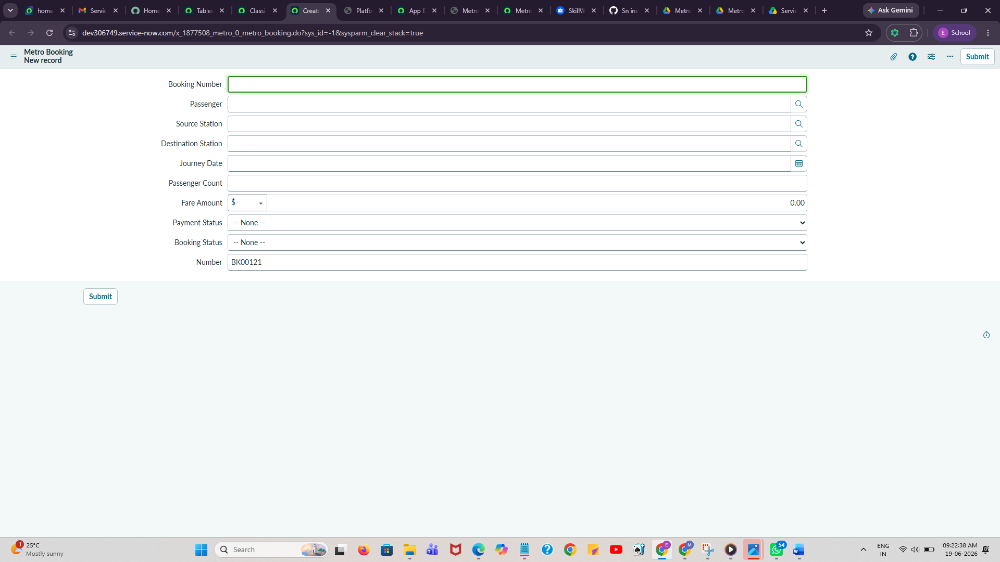 home
Servic
Home
Tables
Classi
Create
Platfo
App E
Metro
Metro
SkillW
Sn ins
Metro
Metro
Servic
Ask Gemini
dev306749.service-now.com/x_1877508_metro_0_metro_booking.do?sys_id=-1&sysparm_clear_stack=true
E School
Metro Booking
New record
Submit
Booking Number
Passenger
Source Station
Destination Station
Journey Date
Passenger Count
Fare Amount $ 0.00
Payment Status -- None --
Booking Status -- None --
Number BK00121
Submit
1
25°C
Mostly sunny
Search
E
M
54
ENG
IN
09:22:38 AM
19-06-2026